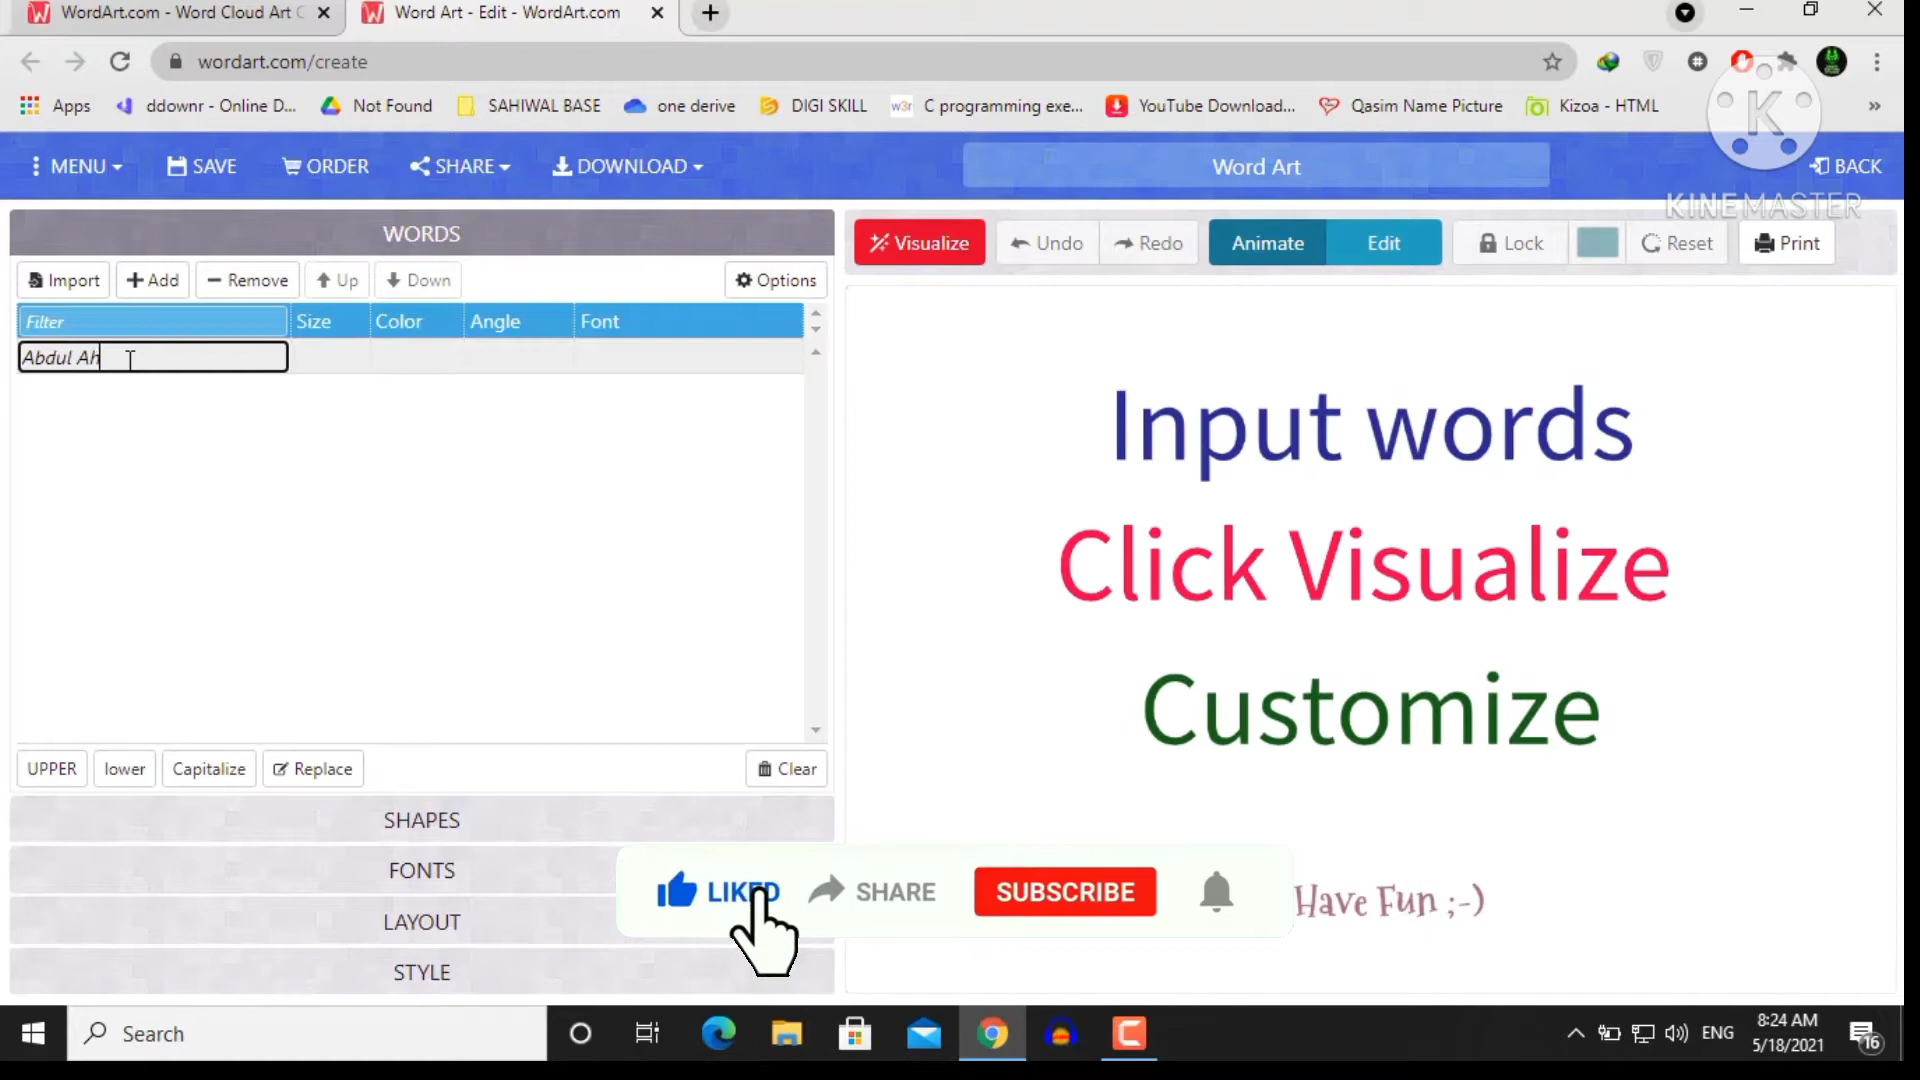 WordArt.com - Word Cloud Art C
Word Art - Edit - WordArt.com
wordart.com/create
Apps
ddownr - Online D...
Not Found
SAHIWAL BASE
one derive
DIGI SKILL
w3r
C programming exe...
YouTube Download...
Qasim Name Picture
Kizoa - HTML
»
K
KINEMASTER
MENU
SAVE
ORDER
SHARE
DOWNLOAD
Word Art
BACK
WORDS
Import
Add
Remove
Up
Down
Options
Filter
Size
Color
Angle
Font
Abdul Ah
UPPER
lower
Capitalize
Replace
Clear
SHAPES
FONTS
LAYOUT
STYLE
Visualize
Undo
Redo
Animate
Edit
Lock
Reset
Print
Input words
Click Visualize
Customize
Have Fun ;-)
LIKED
SHARE
SUBSCRIBE
Search
ENG
8:24 AM
5/18/2021
16